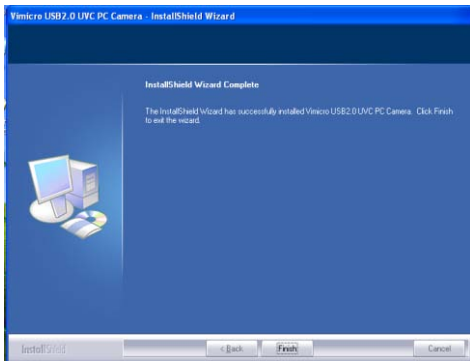 Vimicro USB2.0 UVC PC Camera - InstallShield Wizard
InstallShield Wizard Complete
The InstallShield Wizard has successfully installed Vimicro USB2.0 UVC PC Camera. Click Finish
to exit the wizard.
InstallShield
< Back
Finish
Cancel